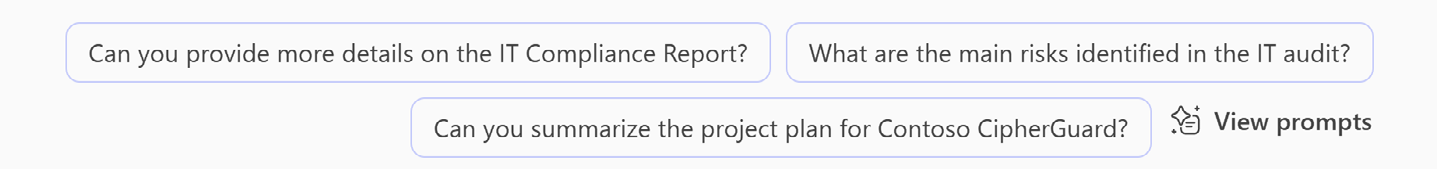 Can you provide more details on the IT Compliance Report?
What are the main risks identified in the IT audit?
Can you summarize the project plan for Contoso CipherGuard?
View prompts